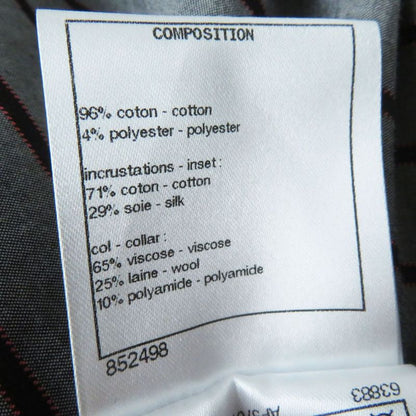 COMPOSITION
96% coton - cotton
4% polyester - polyester
incrustations - inset :
71% coton - cotton
29% soie - silk
col - collar :
65% viscose - viscose
25% laine - wool
10% polyamide - polyamide
852498
63883